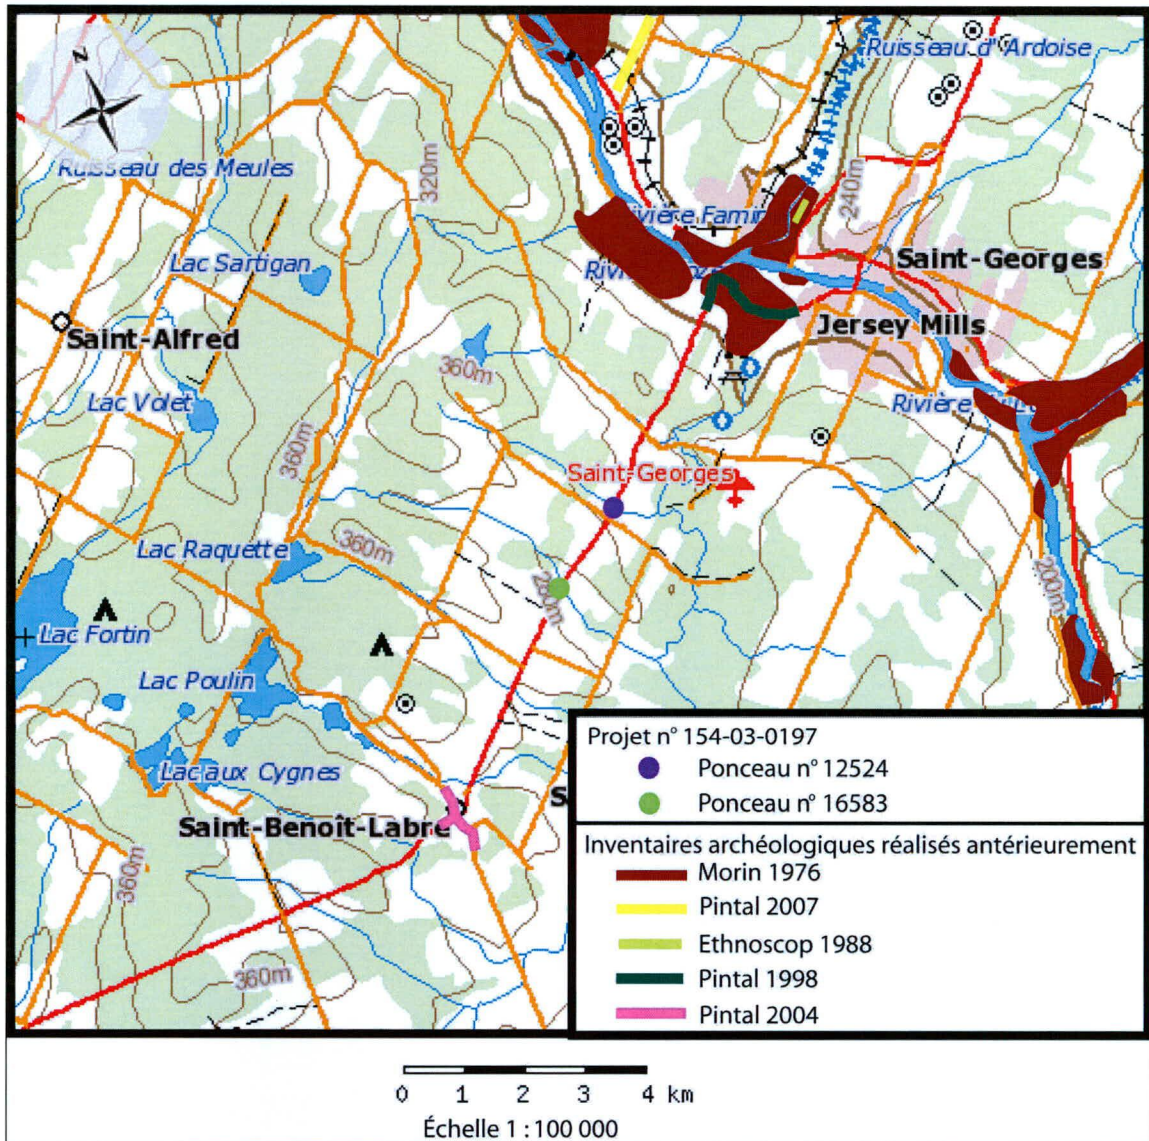 N
Ruisseau d'Ardoise
Ruisseau des Meules
320m
240m
Rivière Famin
Lac Sartigan
Saint-Georges
Saint-Alfred
Jersey Mills
360m
Lac Volet
Rivière
360m
Saint-Georges
Lac Raquette
360m
280m
200m
Lac Fortin
Lac Poulin
Lac aux Cygnes
Saint-Benoît-Labre
S
360m
360m
Projet n° 154-03-0197
Ponceau n° 12524
Ponceau n° 16583
Inventaires archéologiques réalisés antérieurement
Morin 1976
Pintal 2007
Ethnoscop 1988
Pintal 1998
Pintal 2004
0 1 2 3 4 km
Échelle 1 : 100 000